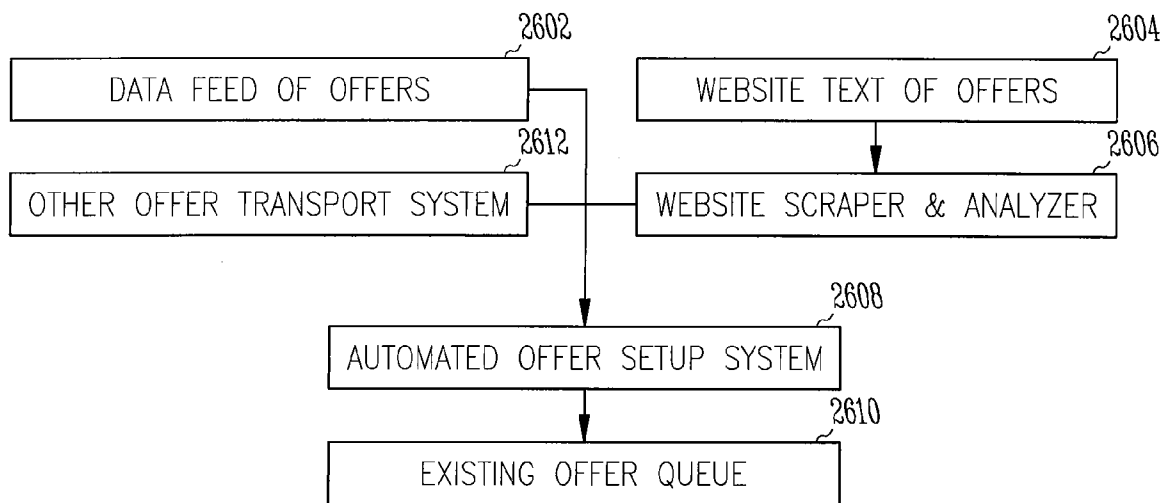 2602
DATA FEED OF OFFERS
2604
WEBSITE TEXT OF OFFERS
2612
OTHER OFFER TRANSPORT SYSTEM
2606
WEBSITE SCRAPER & ANALYZER
2608
AUTOMATED OFFER SETUP SYSTEM
2610
EXISTING OFFER QUEUE